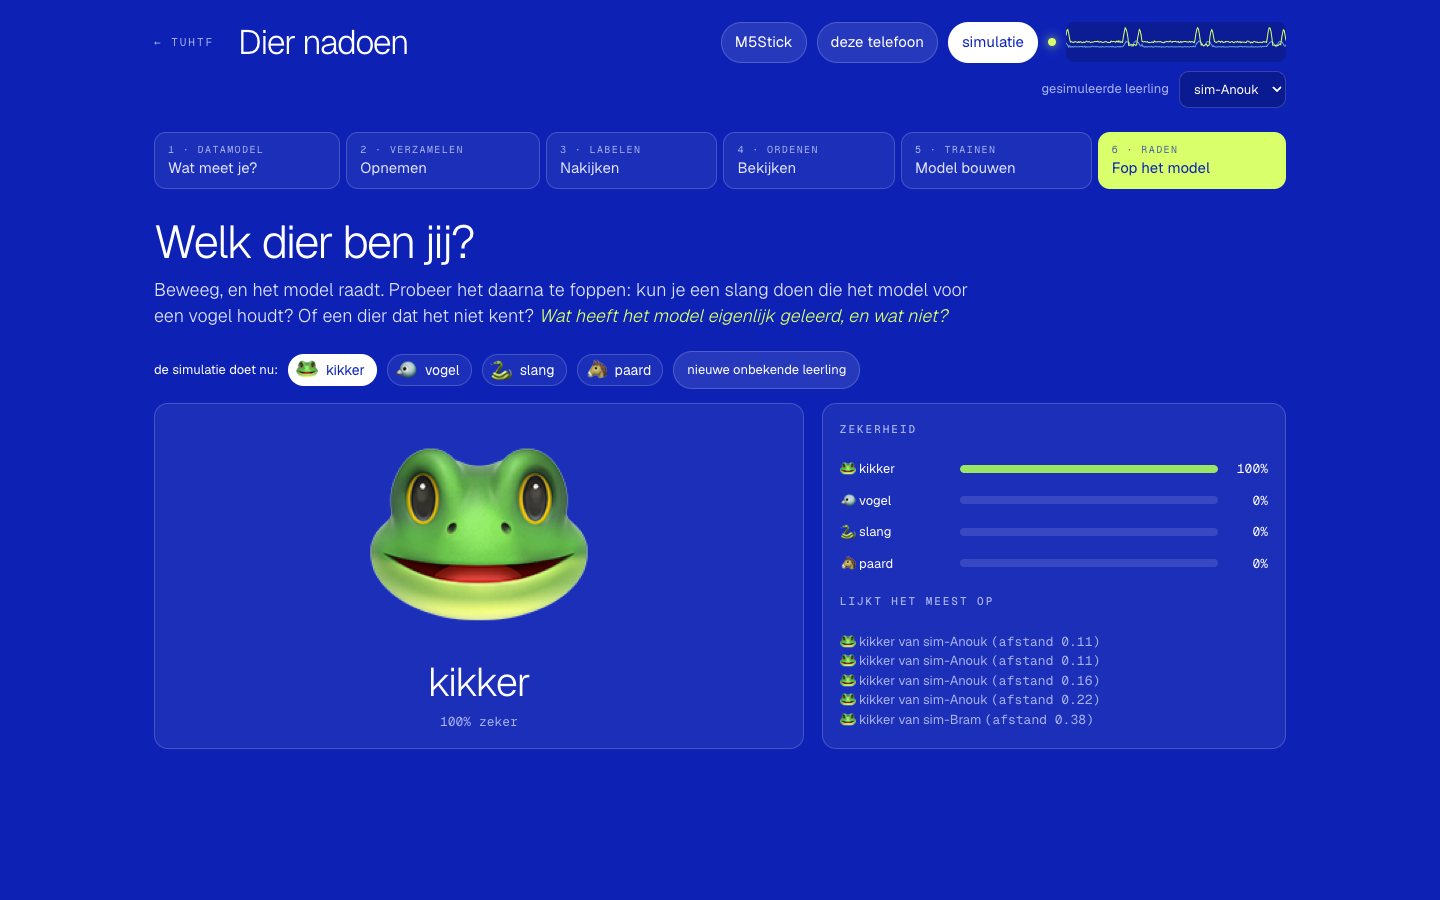 ← TUHTF
Dier nadoen
M5Stick
deze telefoon
simulatie
gesimuleerde leerling
sim-Anouk
1 · DATAMODEL
Wat meet je?
2 · VERZAMELEN
Opnemen
3 · LABELEN
Nakijken
4 · ORDENEN
Bekijken
5 · TRAINEN
Model bouwen
6 · RADEN
Fop het model
Welk dier ben jij?
Beweeg, en het model raadt. Probeer het daarna te foppen: kun je een slang doen die het model voor
een vogel houdt? Of een dier dat het niet kent? Wat heeft het model eigenlijk geleerd, en wat niet?
de simulatie doet nu:
kikker
vogel
slang
paard
nieuwe onbekende leerling
kikker
100% zeker
ZEKERHEID
kikker 100%
vogel 0%
slang 0%
paard 0%
LIJKT HET MEEST OP
kikker van sim-Anouk (afstand 0.11)
kikker van sim-Anouk (afstand 0.11)
kikker van sim-Anouk (afstand 0.16)
kikker van sim-Anouk (afstand 0.22)
kikker van sim-Bram (afstand 0.38)